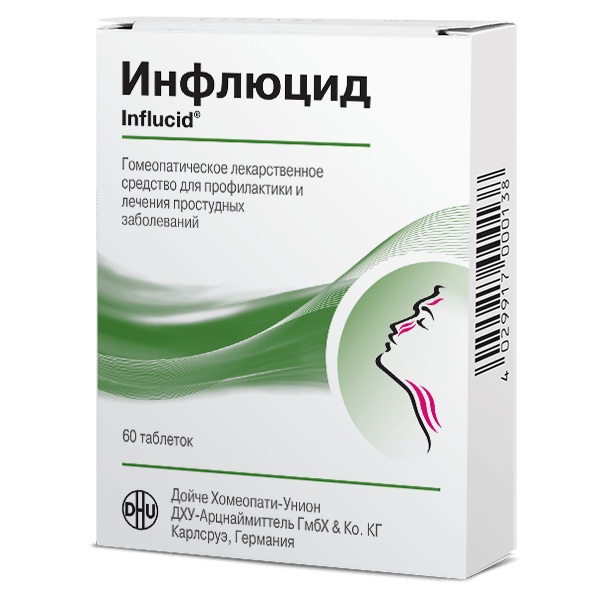 Инфлюцид
Influcid®
Гомеопатическое лекарственное
средство для профилактики и
лечения простудных
заболеваний
60 таблеток
DHU
Дойче Хомеопати-Унион
ДХУ-Арцнаймиттель ГмбХ & Ко. КГ
Карлсруэ, Германия
4 029917 000138